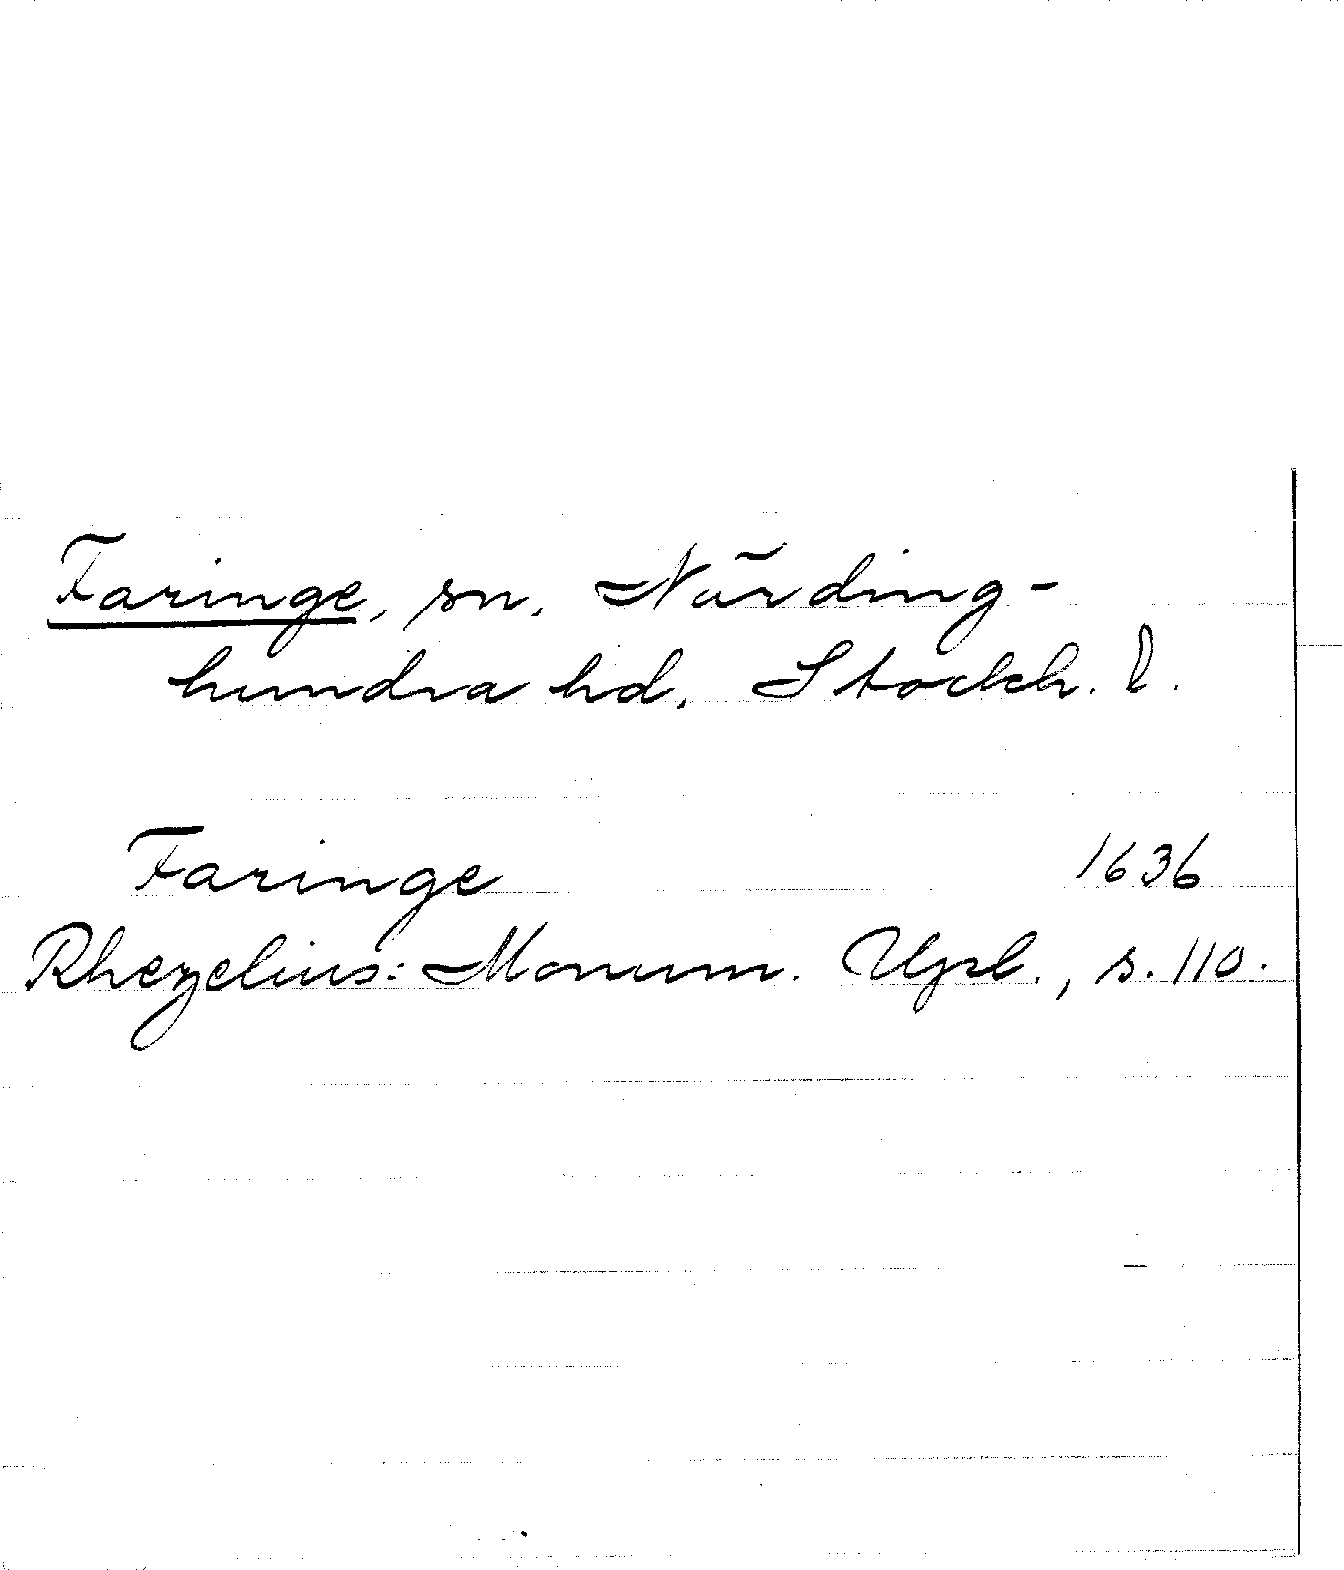 Faringe, sn, Närding-
hundra hd. Stockh. l.
Faringe 1636
Rhezelius: Monum. Upl., s. 110.